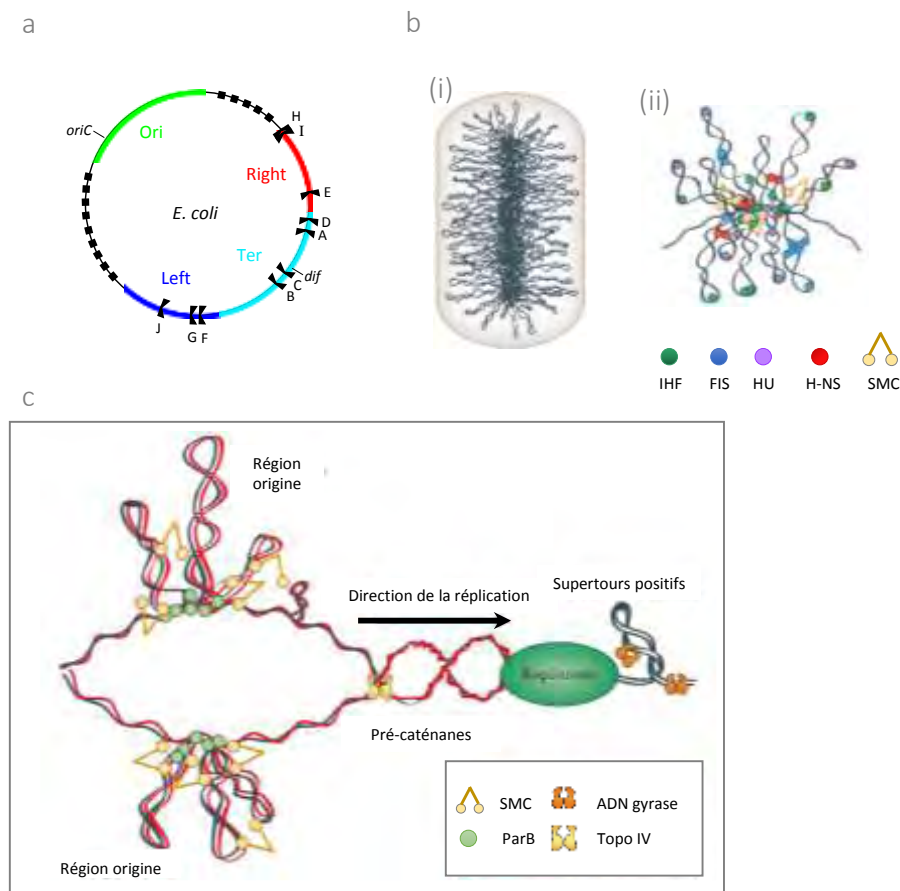 a
b
(i)
(ii)
oriC
Ori
H
I
Right
E
E. coli
D
A
Ter
dif
C
B
Left
J
G
F
IHF
FIS
HU
H-NS
SMC
c
Région
origine
Direction de la réplication
Supertours positifs
Pré-caténanes
SMC
ADN gyrase
ParB
Topo IV
Région origine